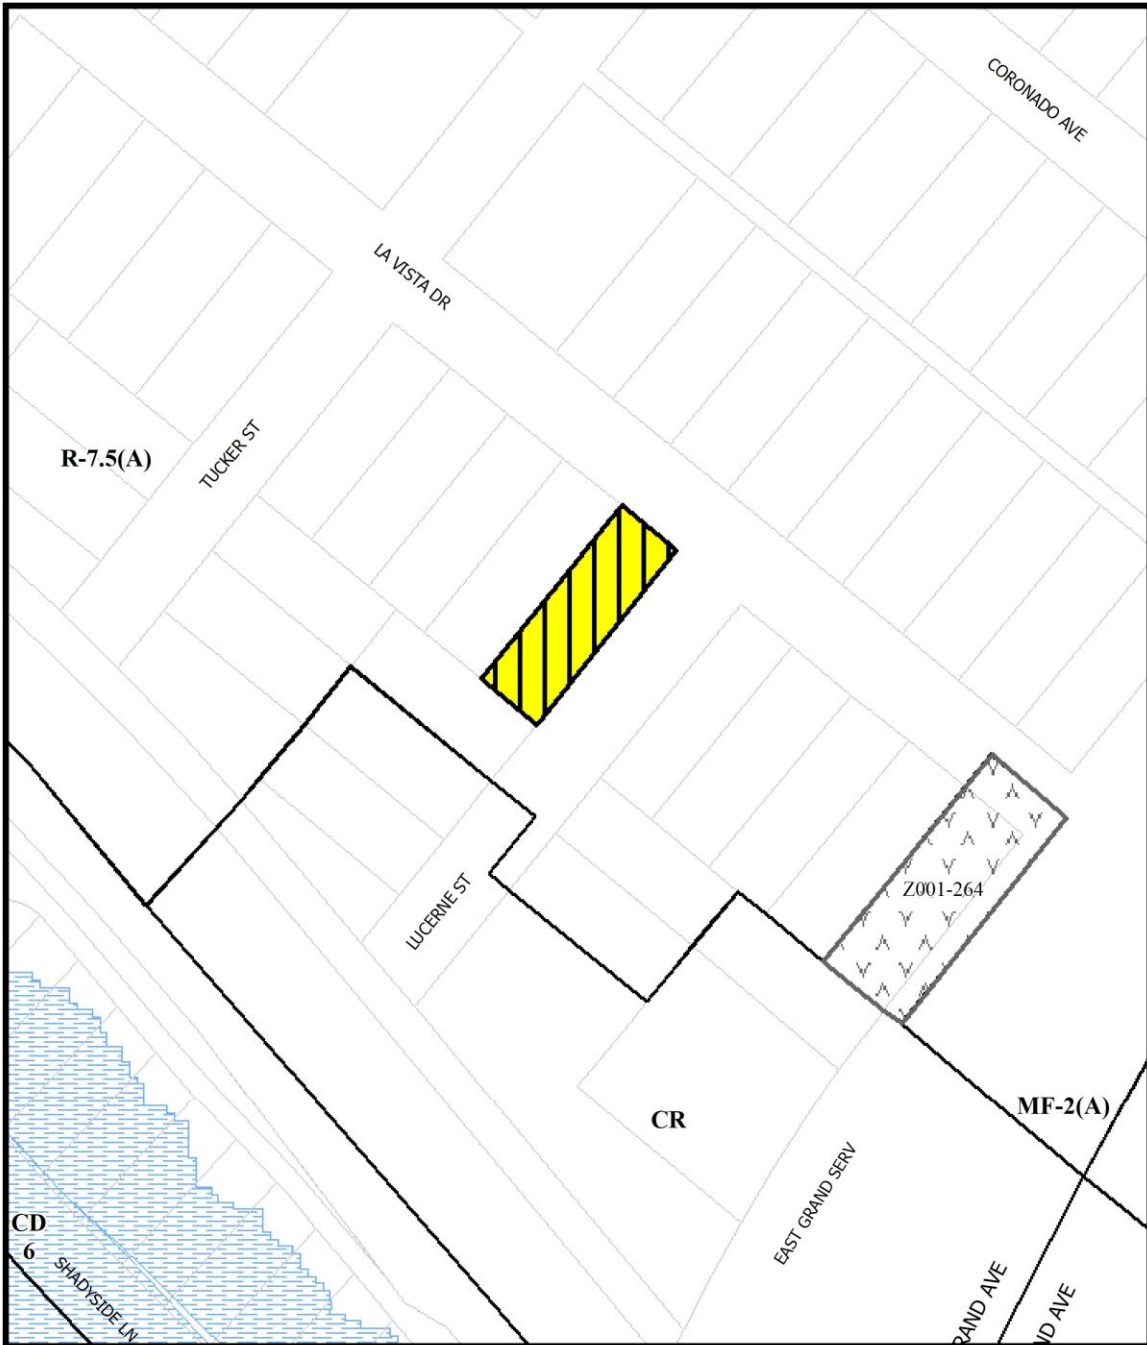 CORONADO AVE
LA VISTA DR
TUCKER ST
R-7.5(A)
Z001-264
LUCERNE ST
CR
MF-2(A)
EAST GRAND SERV
CD
6
SHADYSIDE LN
RAND AVE
ND AVE